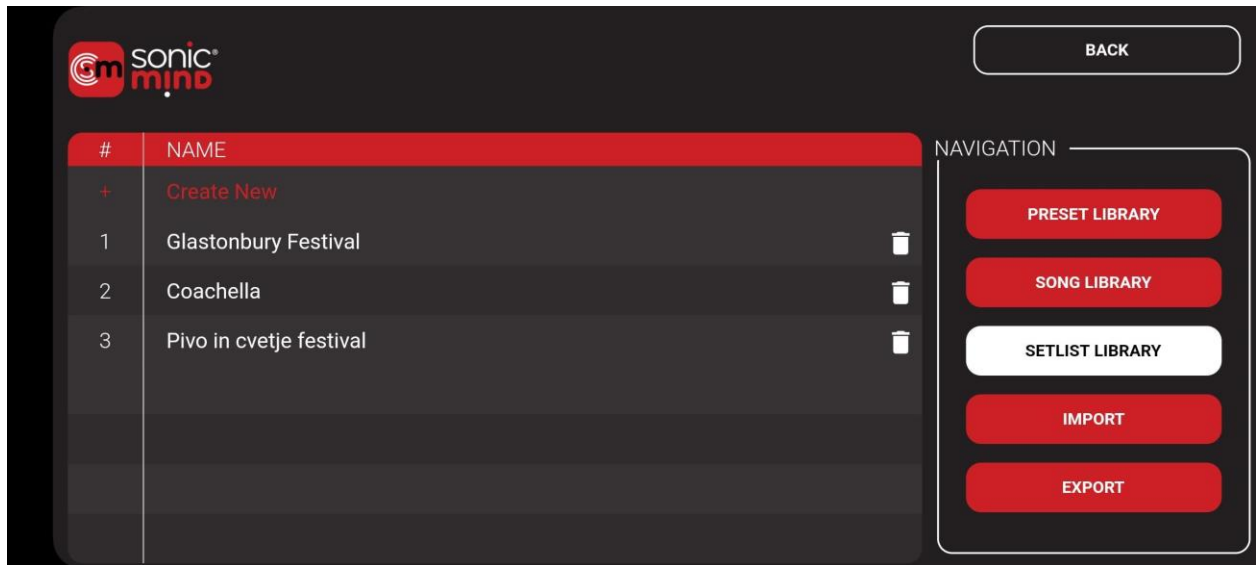 sm sonic®
mind
BACK
# NAME
+ Create New
1 Glastonbury Festival
2 Coachella
3 Pivo in cvetje festival
NAVIGATION
PRESET LIBRARY
SONG LIBRARY
SETLIST LIBRARY
IMPORT
EXPORT